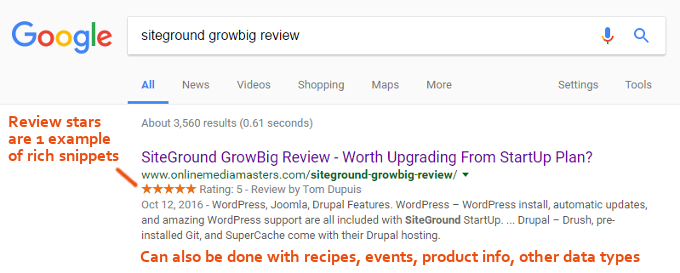 Google
siteground growbig review
All News Videos Shopping Maps More Settings Tools
Review stars
are 1 example
of rich snippets
About 3,560 results (0.61 seconds)
SiteGround GrowBig Review - Worth Upgrading From StartUp Plan?
www.onlinemediamasters.com/siteground-growbig-review/
★★★★★ Rating: 5 - Review by Tom Dupuis
Oct 12, 2016 - WordPress, Joomla, Drupal Features. WordPress – WordPress install, automatic updates,
and amazing WordPress support are all included with SiteGround StartUp. ... Drupal – Drush, pre-
installed Git, and SuperCache come with their Drupal hosting.
Can also be done with recipes, events, product info, other data types